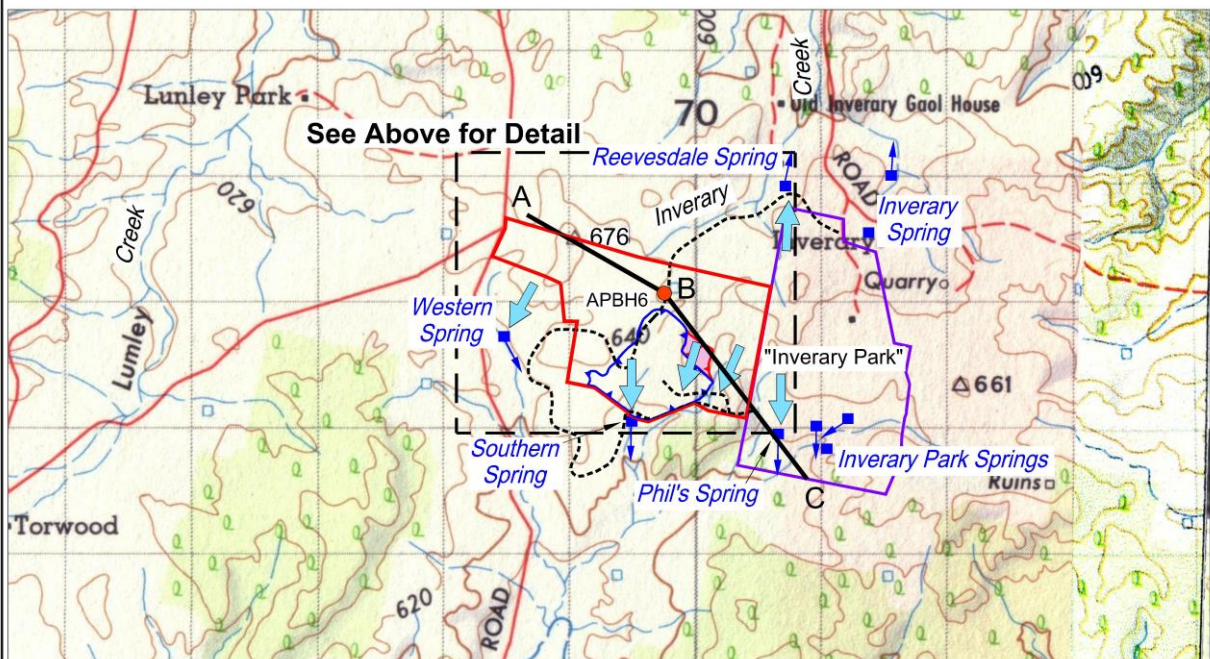 600
Creek
09
Lunley Park
70
Old Inverary Gaol House
See Above for Detail
Reevesdale Spring
ROAD
620
A
Inverary
Inverary
Spring
Creek
676
Inverary
Quarry
B
APBH6
Western
Spring
640
Lumley
"Inverary Park"
661
Southern
Spring
Inverary Park Springs
Phil's Spring
C
Ruins
Torwood
620
ROAD